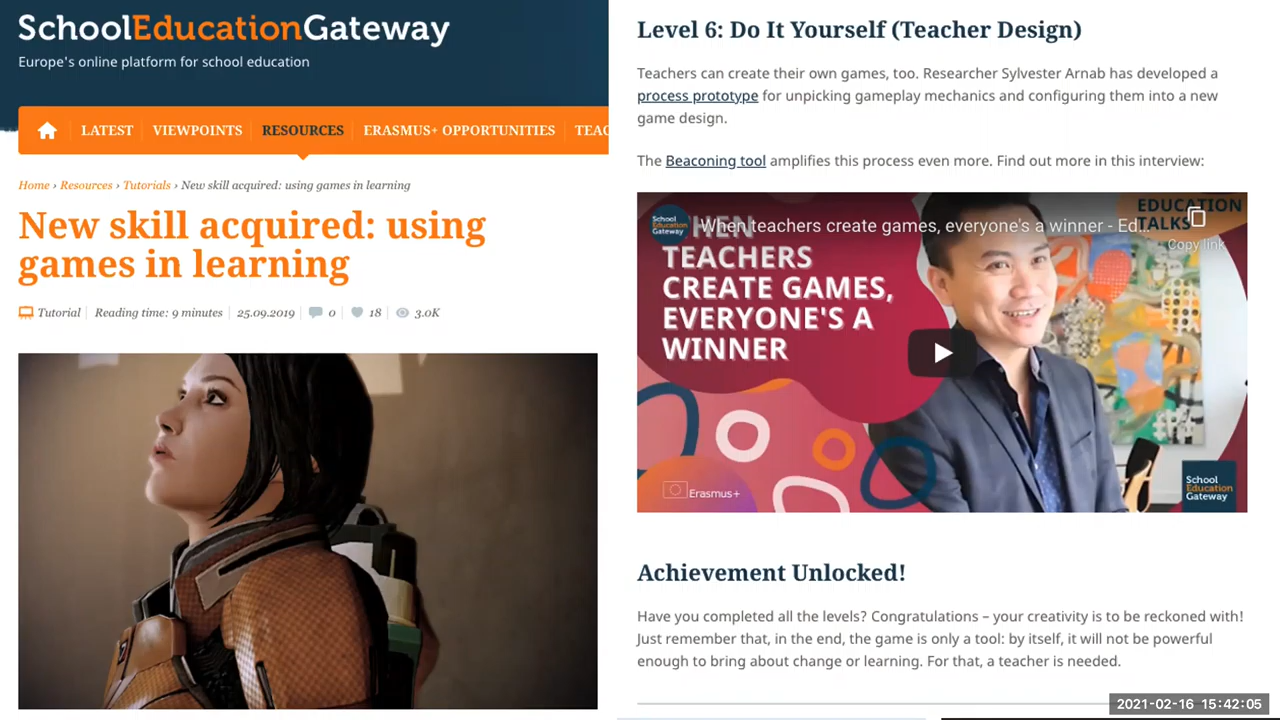 SchoolEducationGateway
Europe's online platform for school education
LATEST
VIEWPOINTS
RESOURCES
ERASMUS+ OPPORTUNITIES
Home › Resources › Tutorials › New skill acquired: using games in learning
New skill acquired: using
games in learning
Tutorial
Reading time: 9 minutes
25.09.2019
0
18
3.0K
Level 6: Do It Yourself (Teacher Design)
Teachers can create their own games, too. Researcher Sylvester Arnab has developed a
process prototype for unpicking gameplay mechanics and configuring them into a new
game design.
The Beaconing tool amplifies this process even more. Find out more in this interview:
School
Education
Gateway
When teachers create games, everyone's a winner - Ed...
EDUCATION
TALKS
Copy link
WHEN
TEACHERS
CREATE GAMES,
EVERYONE'S A
WINNER
Erasmus+
School
Education
Gateway
Achievement Unlocked!
Have you completed all the levels? Congratulations – your creativity is to be reckoned with!
Just remember that, in the end, the game is only a tool: by itself, it will not be powerful
enough to bring about change or learning. For that, a teacher is needed.
2021-02-16 15:42:05